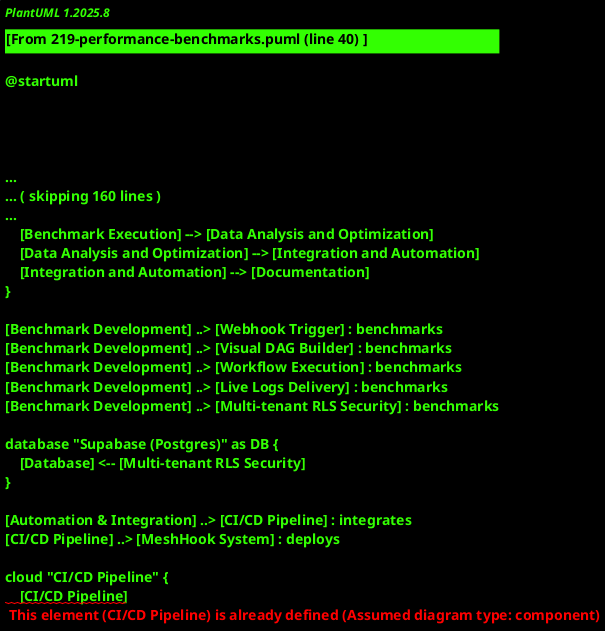 PlantUML 1.2025.8
[From 219-performance-benchmarks.puml (line 40) ]
@startuml
...
... ( skipping 160 lines )
...
[Benchmark Execution] --> [Data Analysis and Optimization]
[Data Analysis and Optimization] --> [Integration and Automation]
[Integration and Automation] --> [Documentation]
}
[Benchmark Development] ..> [Webhook Trigger] : benchmarks
[Benchmark Development] ..> [Visual DAG Builder] : benchmarks
[Benchmark Development] ..> [Workflow Execution] : benchmarks
[Benchmark Development] ..> [Live Logs Delivery] : benchmarks
[Benchmark Development] ..> [Multi-tenant RLS Security] : benchmarks
database "Supabase (Postgres)" as DB {
[Database] <-- [Multi-tenant RLS Security]
}
[Automation & Integration] ..> [CI/CD Pipeline] : integrates
[CI/CD Pipeline] ..> [MeshHook System] : deploys
cloud "CI/CD Pipeline" {
[CI/CD Pipeline]
This element (CI/CD Pipeline) is already defined (Assumed diagram type: component)